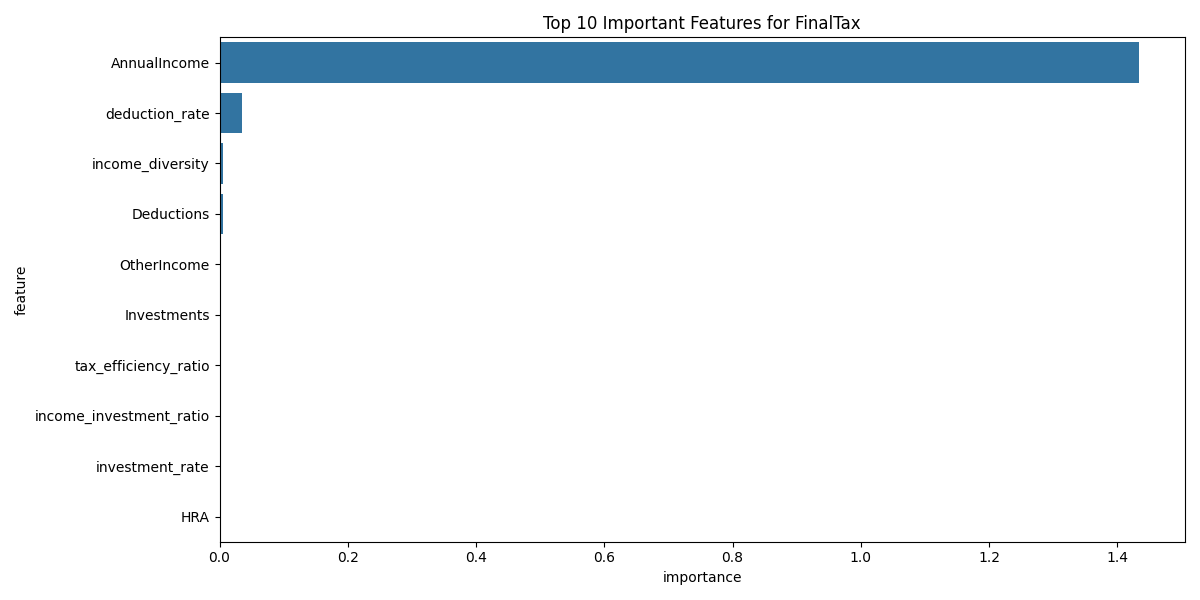 Top 10 Important Features for FinalTax
AnnualIncome
deduction_rate
income_diversity
Deductions
OtherIncome
Investments
tax_efficiency_ratio
income_investment_ratio
investment_rate
HRA
feature
0.0 0.2 0.4 0.6 0.8 1.0 1.2 1.4
importance